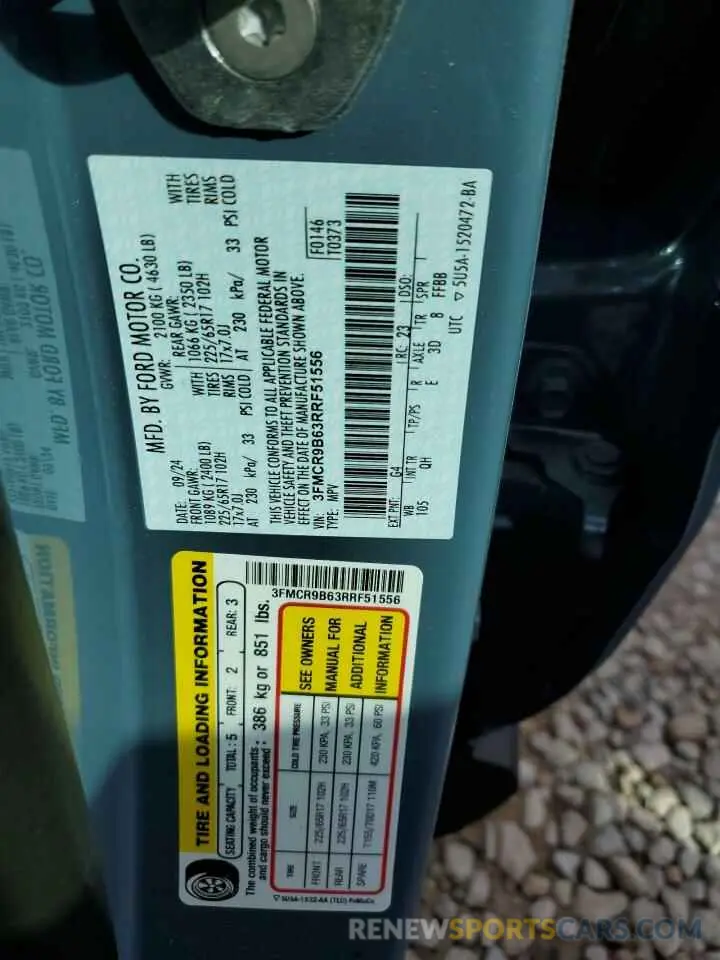 MFD. BY FORD MOTOR CO.
DATE: 09/24
GVWR: 2100 KG ( 4630 LB)
FRONT GAWR: 1089 KG ( 2400 LB)
REAR GAWR: 1066 KG ( 2350 LB)
WITH TIRES
225/65R17 102H
225/65R17 102H
WITH TIRES
17x7.0J
RIMS
17x7.0J
RIMS
AT 230 kPa/ 33 PSI COLD
AT 230 kPa/ 33 PSI COLD
THIS VEHICLE CONFORMS TO ALL APPLICABLE FEDERAL MOTOR
VEHICLE SAFETY AND THEFT PREVENTION STANDARDS IN
EFFECT ON THE DATE OF MANUFACTURE SHOWN ABOVE.
VIN: 3FMCR9B63RRF51556
TYPE: MPV
F0146
T0373
EXT PNT: G4
RC: 23
DSO:
WB
INT TR
TP/PS
R
AXLE
TR
SPR
105
QH
E
3D
8
FFBB
UTC
5U5A-1520472-BA
TIRE AND LOADING INFORMATION
SEATING CAPACITY
TOTAL: 5
FRONT: 2
REAR: 3
The combined weight of occupants
and cargo should never exceed
386 kg or 851 lbs.
3FMCR9B63RRF51556
TIRE
SIZE
COLD TIRE PRESSURE
FRONT
225/65R17 102H
230 KPA, 33 PSI
REAR
225/65R17 102H
230 KPA, 33 PSI
SPARE
T155/70D17 110M
420 KPA, 60 PSI
SEE OWNERS
MANUAL FOR
ADDITIONAL
INFORMATION
5U5A-1532-AA
RENEWSPORTSCARS.COM